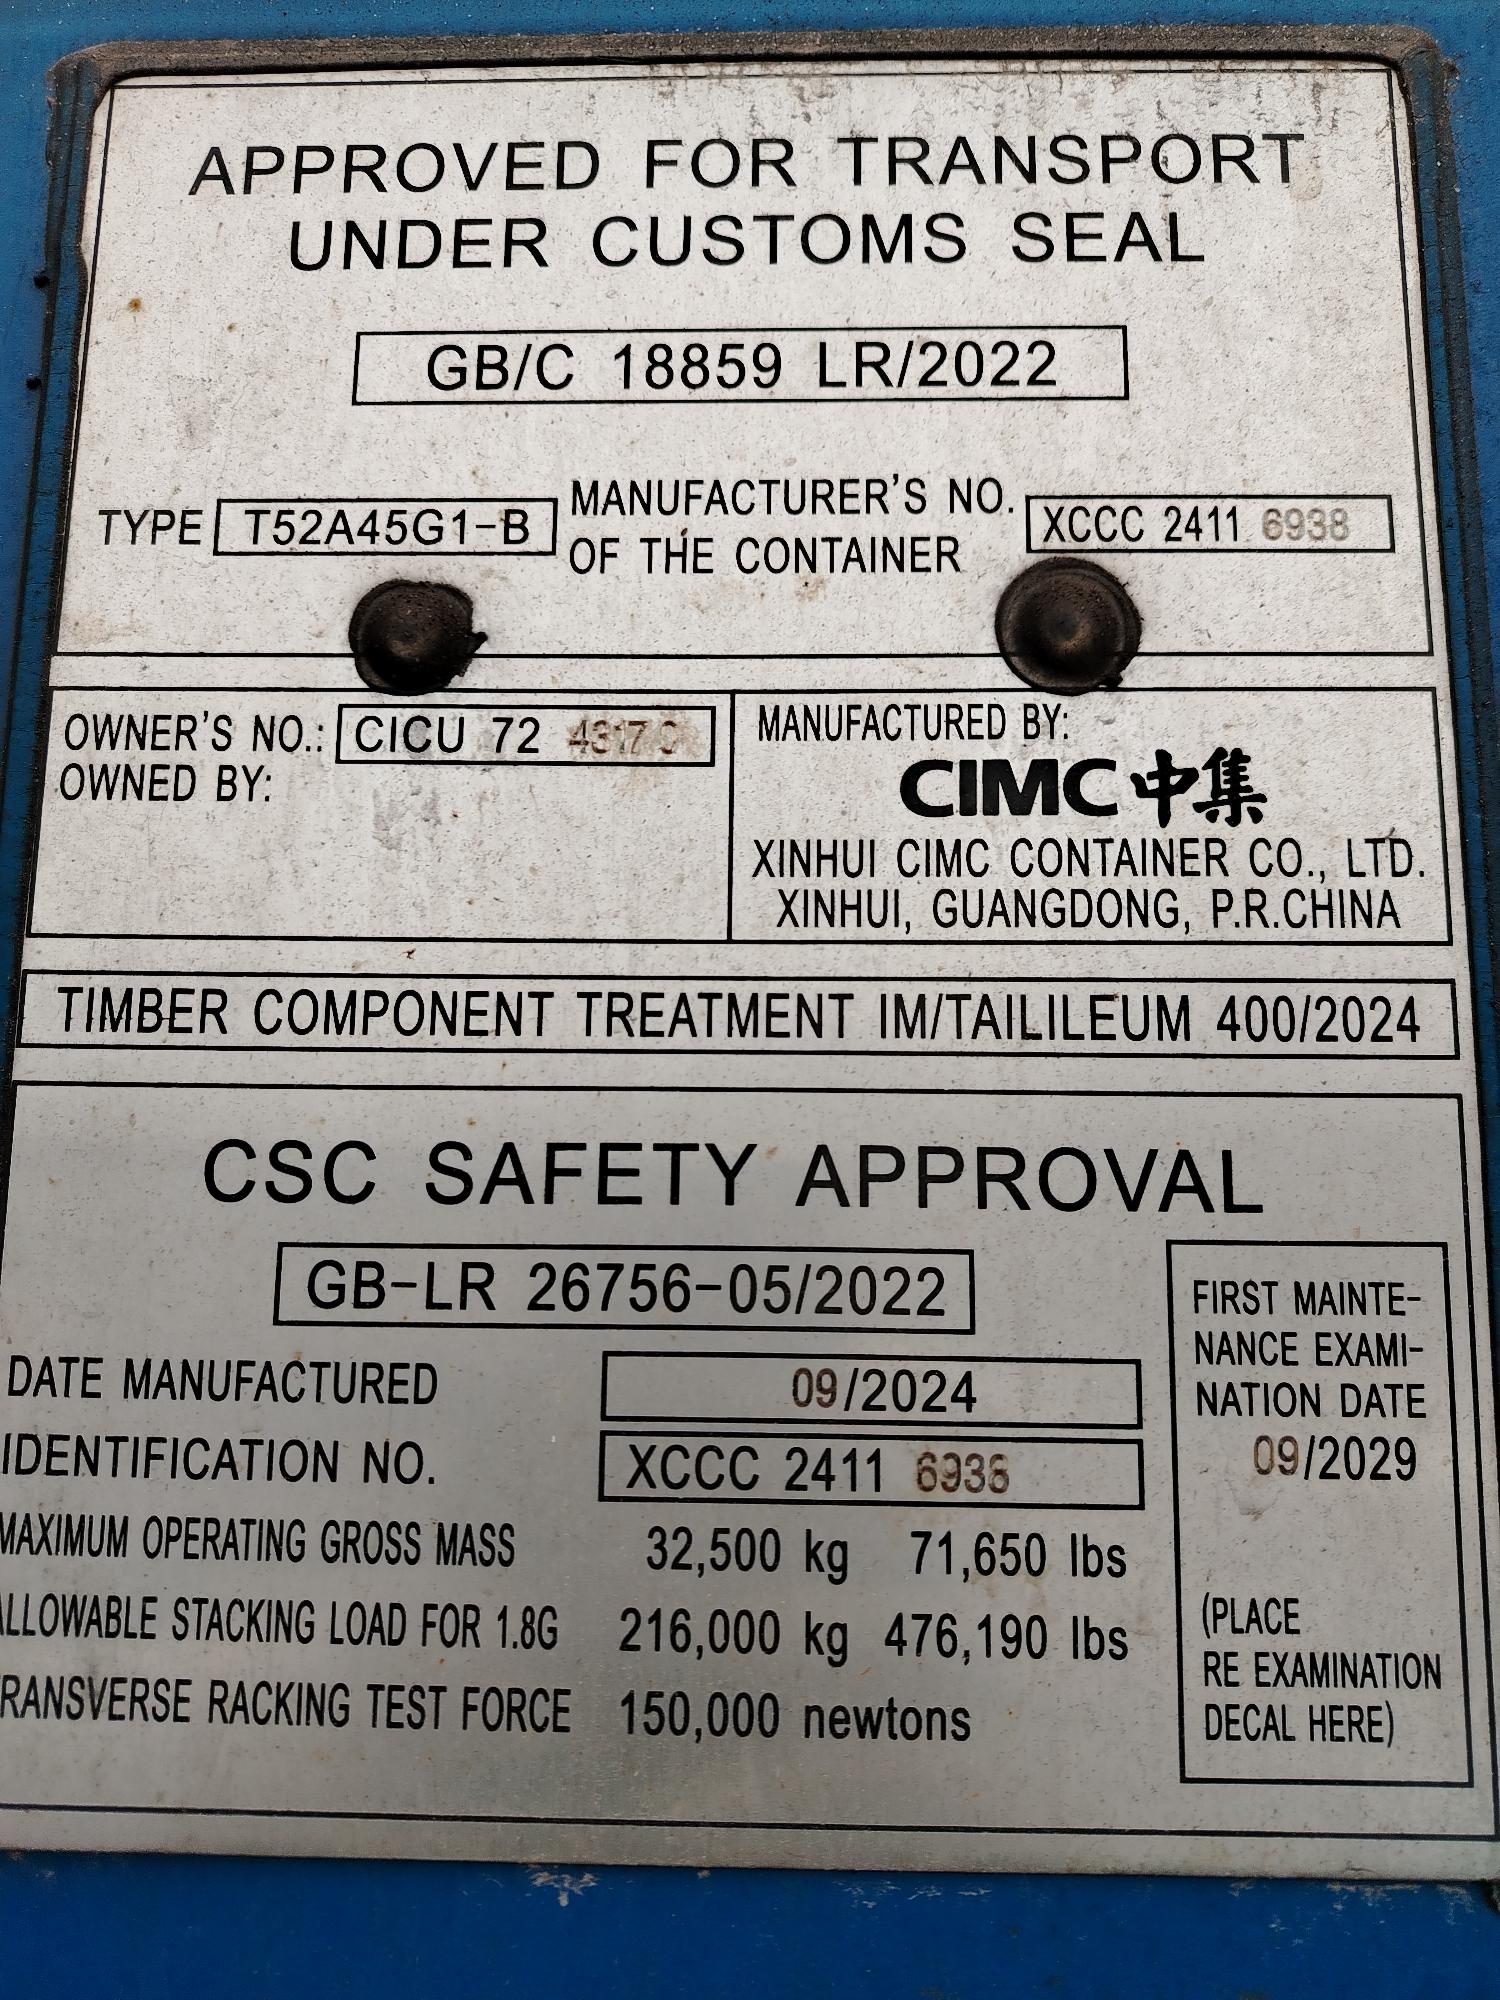 APPROVED FOR TRANSPORT
UNDER CUSTOMS SEAL
GB/C 18859 LR/2022
TYPE T52A45G1-B MANUFACTURER'S NO. OF THE CONTAINER XCCC 2411 6938
OWNER'S NO.: CICU 72
OWNED BY:
MANUFACTURED BY:
CIMC中集
XINHUI CIMC CONTAINER CO., LTD.
XINHUI, GUANGDONG, P.R.CHINA
TIMBER COMPONENT TREATMENT IM/TAILILEUM 400/2024
CSC SAFETY APPROVAL
GB-LR 26756-05/2022
DATE MANUFACTURED 09/2024
IDENTIFICATION NO. XCCC 2411 6938
MAXIMUM OPERATING GROSS MASS 32,500 kg 71,650 lbs
ALLOWABLE STACKING LOAD FOR 1.8G 216,000 kg 476,190 lbs
RANSVERSE RACKING TEST FORCE 150,000 newtons
FIRST MAINTE-
NANCE EXAMI-
NATION DATE
09/2029
(PLACE
RE EXAMINATION
DECAL HERE)